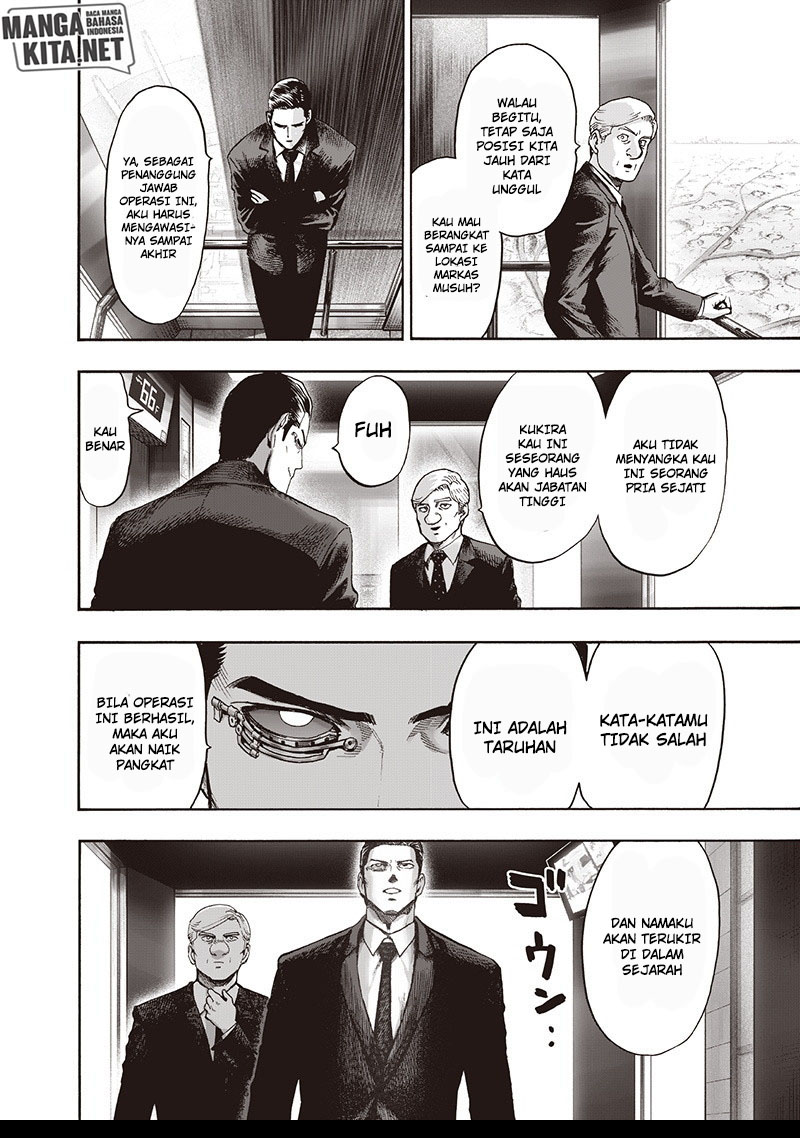 MANGA
KITA.NET
BACA MANGA
BAHASA
INDONESIA
WALAU
BEGITU,
TETAP SAJA
POSISI KITA
JAUH DARI
KATA
UNGGUL
KAU MAU
BERANGKAT
SAMPAI KE
LOKASI
MARKAS
MUSUH?
YA, SEBAGAI
PENANGGUNG
JAWAB
OPERASI INI,
AKU HARUS
MENGAWASI-
NYA SAMPAI
AKHIR
AKU TIDAK
MENYANGKA KAU
INI SEORANG
PRIA SEJATI
KUKIRA
KAU INI
SESEORANG
YANG HAUS
AKAN JABATAN
TINGGI
FUH
66F
KAU
BENAR
KATA-KATAMU
TIDAK SALAH
INI ADALAH
TARUHAN
BILA OPERASI
INI BERHASIL,
MAKA AKU
AKAN NAIK
PANGKAT
DAN NAMAKU
AKAN TERUKIR
DI DALAM
SEJARAH
ゴウン‥